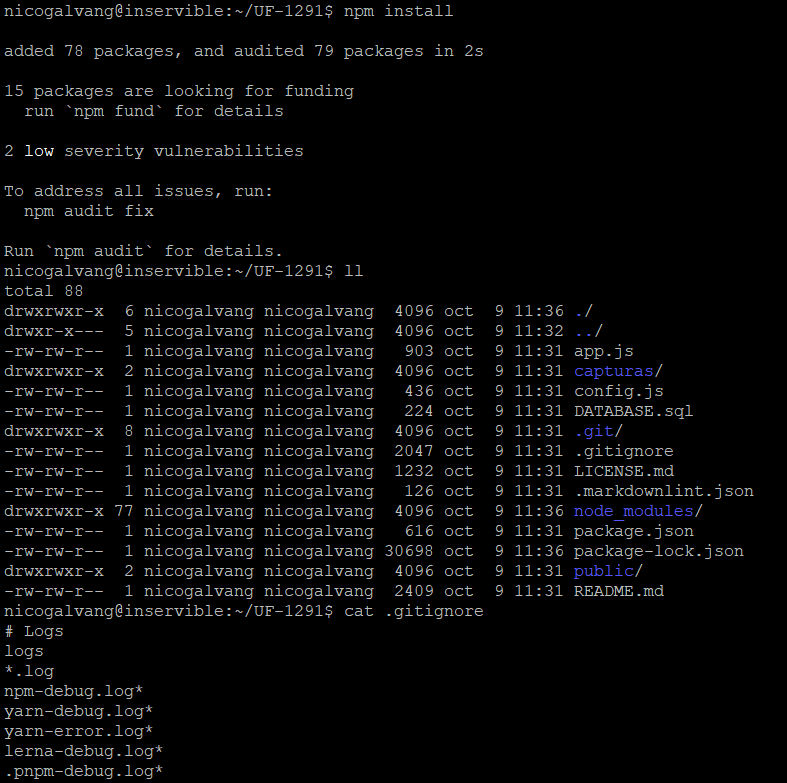 nicogalvang@inservible:~/UF-1291$ npm install
added 78 packages, and audited 79 packages in 2s
15 packages are looking for funding
  run `npm fund` for details
2 low severity vulnerabilities
To address all issues, run:
  npm audit fix
Run `npm audit` for details.
nicogalvang@inservible:~/UF-1291$ ll
total 88
drwxrwxr-x  6 nicogalvang nicogalvang  4096 oct  9 11:36 ./
drwxr-x---  5 nicogalvang nicogalvang  4096 oct  9 11:32 ../
-rw-rw-r--  1 nicogalvang nicogalvang   903 oct  9 11:31 app.js
drwxrwxr-x  2 nicogalvang nicogalvang  4096 oct  9 11:31 capturas/
-rw-rw-r--  1 nicogalvang nicogalvang   436 oct  9 11:31 config.js
-rw-rw-r--  1 nicogalvang nicogalvang   224 oct  9 11:31 DATABASE.sql
drwxrwxr-x  8 nicogalvang nicogalvang  4096 oct  9 11:31 .git/
-rw-rw-r--  1 nicogalvang nicogalvang  2047 oct  9 11:31 .gitignore
-rw-rw-r--  1 nicogalvang nicogalvang  1232 oct  9 11:31 LICENSE.md
-rw-rw-r--  1 nicogalvang nicogalvang   126 oct  9 11:31 .markdownlint.json
drwxrwxr-x 77 nicogalvang nicogalvang  4096 oct  9 11:36 node_modules/
-rw-rw-r--  1 nicogalvang nicogalvang   616 oct  9 11:31 package.json
-rw-rw-r--  1 nicogalvang nicogalvang 30698 oct  9 11:36 package-lock.json
drwxrwxr-x  2 nicogalvang nicogalvang  4096 oct  9 11:31 public/
-rw-rw-r--  1 nicogalvang nicogalvang  2409 oct  9 11:31 README.md
nicogalvang@inservible:~/UF-1291$ cat .gitignore
# Logs
logs
*.log
npm-debug.log*
yarn-debug.log*
yarn-error.log*
lerna-debug.log*
.pnpm-debug.log*